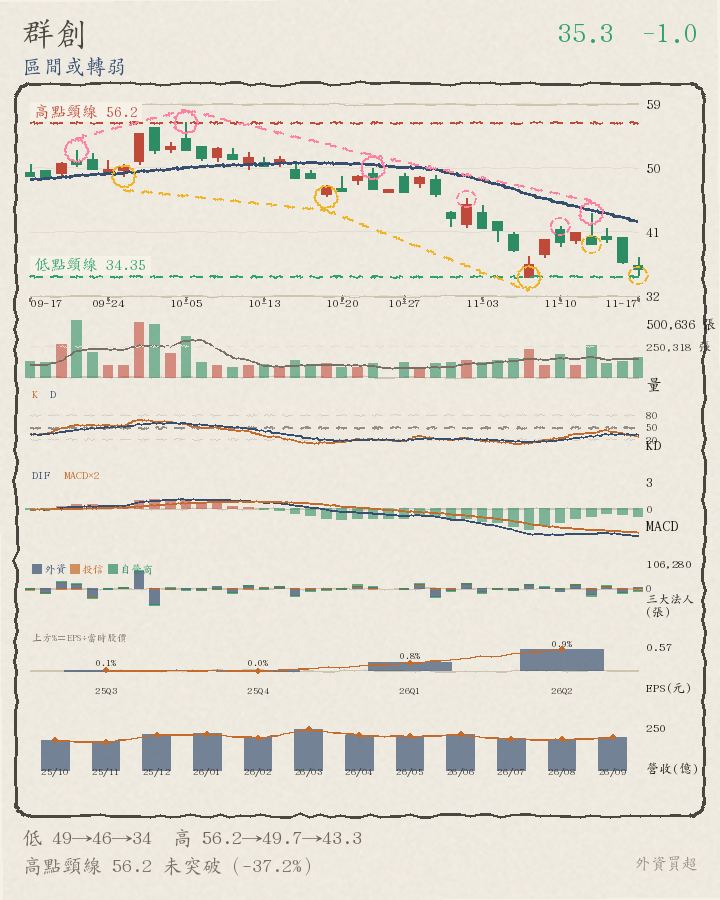 群創
35.3 -1.0
區間或轉弱
高點頸線 56.2
59
50
41
低點頸線 34.35
32
09-17 09-24 10-05 10-13 10-20 10-27 11-03 11-10 11-17
500,636 張
250,318 張
量
K D
80
50
20
KD
DIF MACD×2
3
0
MACD
外資 投信 自營商
106,280
0
三大法人
(張)
上方%=EPS÷當時股價
0.57
0.1% 0.0% 0.8% 0.9%
25Q3 25Q4 26Q1 26Q2
EPS(元)
250
營收(億)
25/10 25/11 25/12 26/01 26/02 26/03 26/04 26/05 26/06 26/07 26/08 26/09
低 49→46→34 高 56.2→49.7→43.3
高點頸線 56.2 未突破 (-37.2%)
外資買超